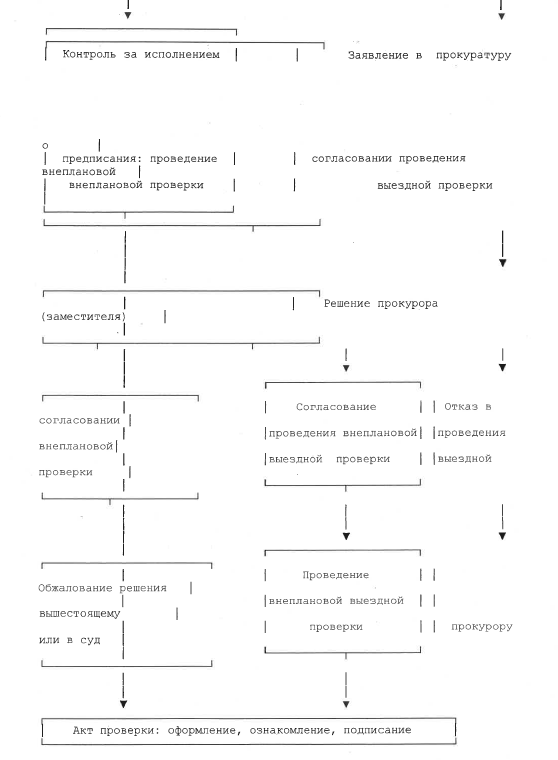 Контроль за исполнением Заявление в прокуратуру
о
предписания: проведение согласовании проведения
внеплановой
внеплановой проверки выездной проверки
Решение прокурора
(заместителя)
Согласование Отказ в
согласовании
проведения внеплановой проведения
внеплановой
выездной проверки выездной
проверки
Проведение
Обжалование решения
внеплановой выездной
вышестоящему
проверки прокурору
или в суд
Акт проверки: оформление, ознакомление, подписание